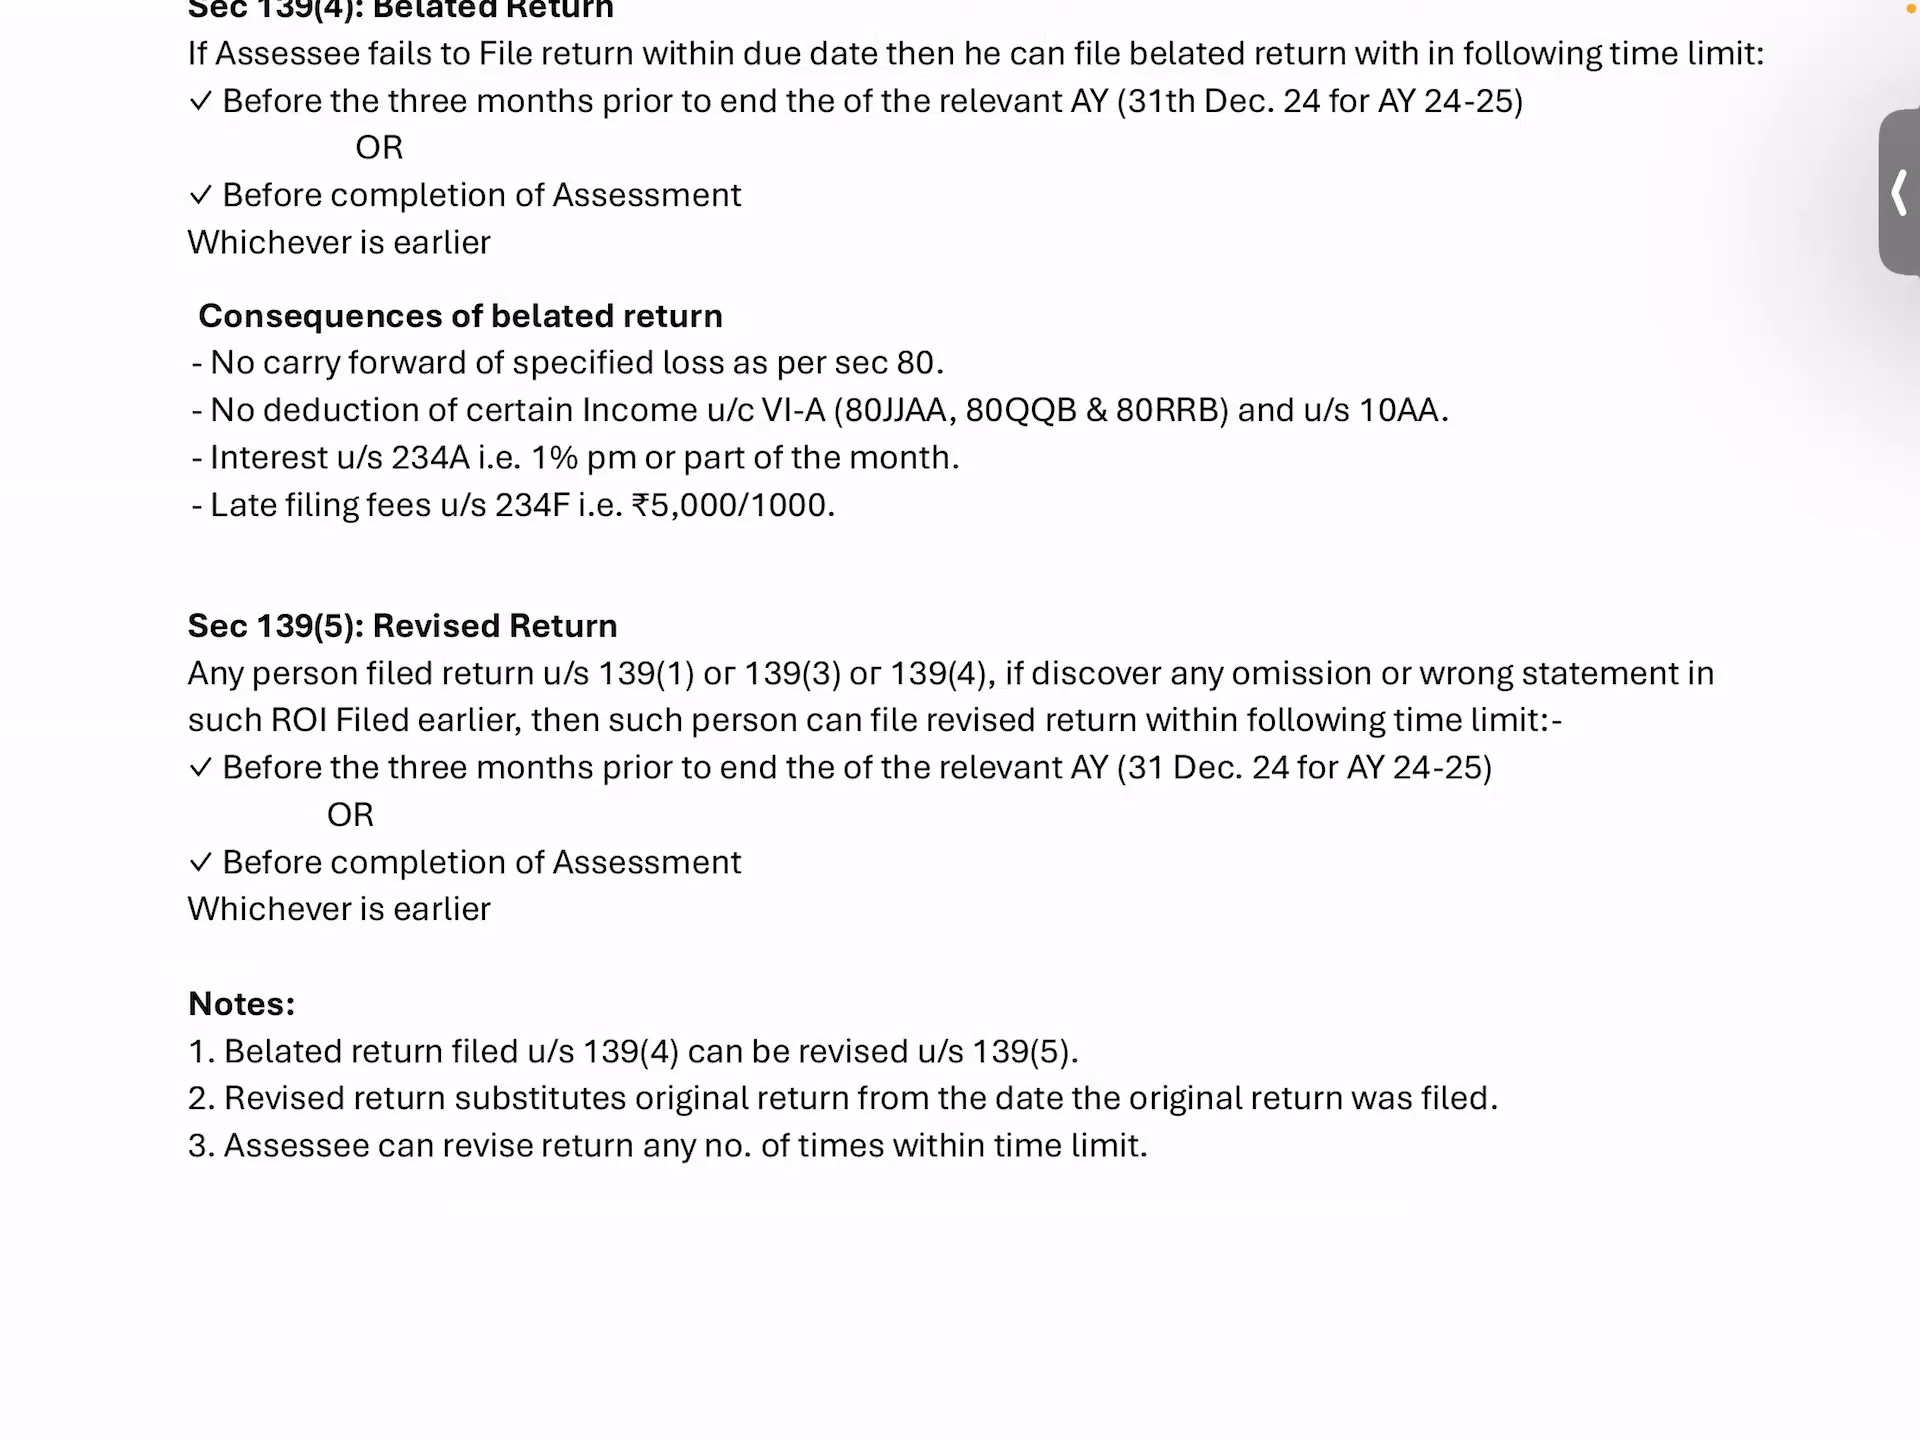 Sec 139(4): Belated Return
If Assessee fails to File return within due date then he can file belated return with in following time limit:
✓ Before the three months prior to end the of the relevant AY (31th Dec. 24 for AY 24-25)
OR
✓ Before completion of Assessment
Whichever is earlier
Consequences of belated return
- No carry forward of specified loss as per sec 80.
- No deduction of certain Income u/c VI-A (80JJAA, 80QQB & 80RRB) and u/s 10AA.
- Interest u/s 234A i.e. 1% pm or part of the month.
- Late filing fees u/s 234F i.e. ₹5,000/1000.
Sec 139(5): Revised Return
Any person filed return u/s 139(1) or 139(3) or 139(4), if discover any omission or wrong statement in
such ROI Filed earlier, then such person can file revised return within following time limit:-
✓ Before the three months prior to end the of the relevant AY (31 Dec. 24 for AY 24-25)
OR
✓ Before completion of Assessment
Whichever is earlier
Notes:
1. Belated return filed u/s 139(4) can be revised u/s 139(5).
2. Revised return substitutes original return from the date the original return was filed.
3. Assessee can revise return any no. of times within time limit.